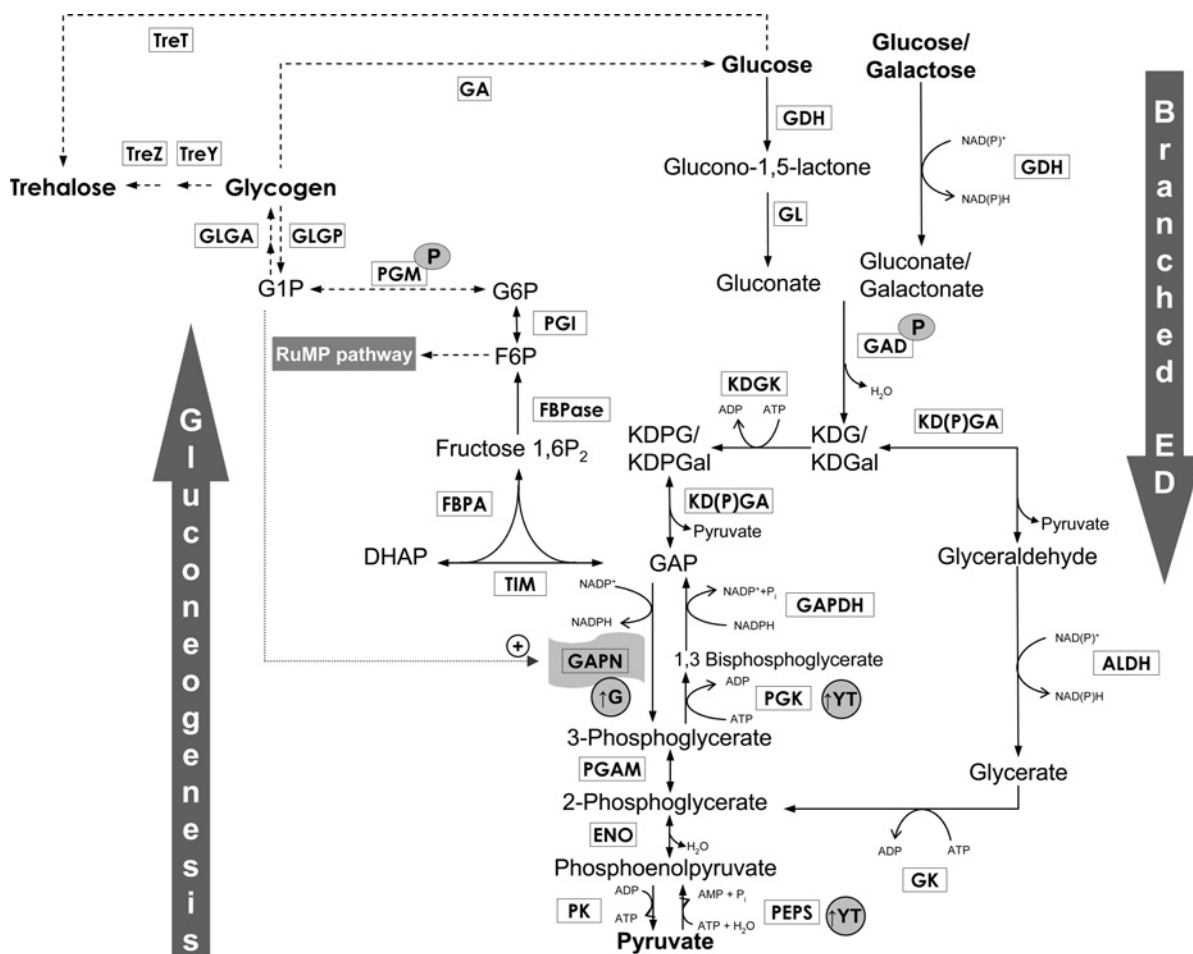 TreT
Glucose
Glucose/
Galactose
GA
GDH
NAD(P)⁺
GDH
NAD(P)H
TreZ
TreY
Trehalose
Glycogen
Glucono-1,5-lactone
GL
GLGA
GLGP
P
PGM
G1P
G6P
Gluconate
Gluconate/
Galactonate
PGI
P
GAD
RuMP pathway
F6P
H₂O
KDGK
ADP
ATP
KD(P)GA
FBPase
KDPG/
KDPGal
KDG/
KDGal
Fructose 1,6P₂
FBPA
KD(P)GA
Pyruvate
Pyruvate
DHAP
GAP
Glyceraldehyde
TIM
NADP⁺
NADPH
NADP⁺+Pᵢ
NADPH
GAPDH
+
GAPN
↑G
1,3 Bisphosphoglycerate
NAD(P)⁺
ALDH
NAD(P)H
ADP
ATP
PGK
↑YT
3-Phosphoglycerate
PGAM
Glycerate
2-Phosphoglycerate
ENO
H₂O
ADP
ATP
GK
Phosphoenolpyruvate
ADP
ATP
PK
AMP + Pᵢ
ATP + H₂O
PEPS
↑YT
Pyruvate
Gluconeogenesis
Branched ED